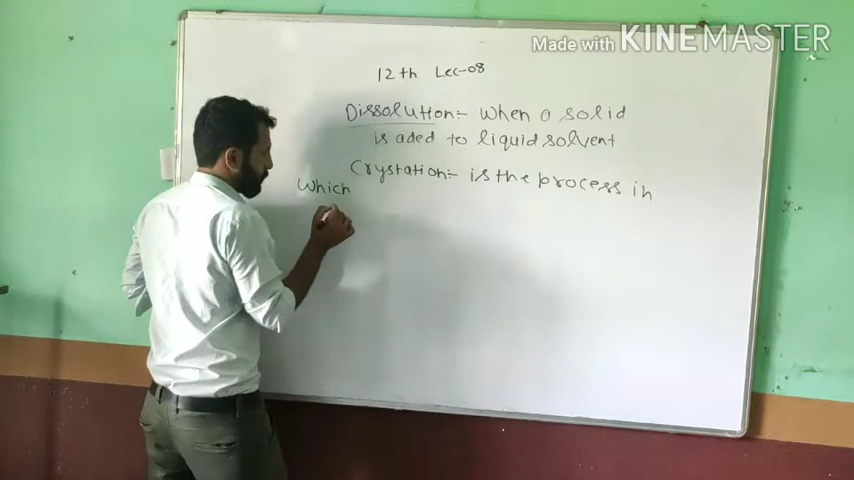 Made with KINEMASTER
12th Lec-08
Dissolution:- When a solid
is aded to liquid solvent
Crystation:- is the process in
which